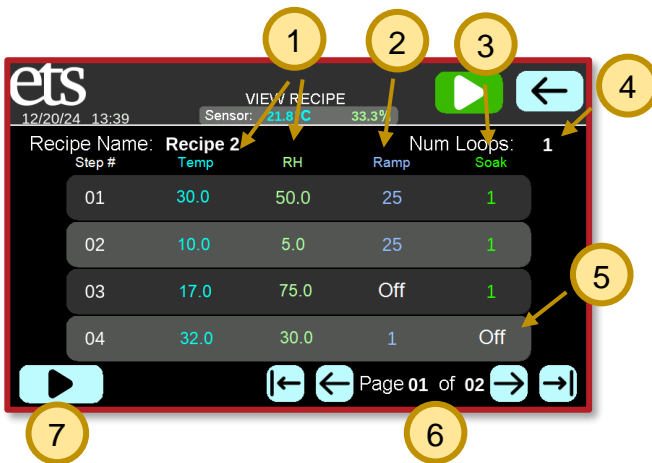 1 2 3 4
ets
VIEW RECIPE
12/20/24 13:39 Sensor: 21.8°C 33.3%
Recipe Name: Recipe 2 Num Loops: 1
Step # Temp RH Ramp Soak
01 30.0 50.0 25 1
02 10.0 5.0 25 1
03 17.0 75.0 Off 1
5
04 32.0 30.0 1 Off
Page 01 of 02
7 6